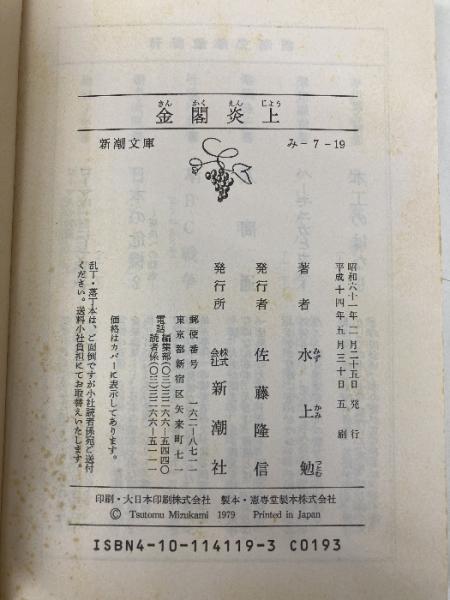 きん かく えん じょう
金閣炎上
新潮文庫
み-7-19
昭和六十一年二月二十五日 発行
平成十四年五月三十日 五刷
著者 水上勉
みず かみ つとむ
発行者 佐藤隆信
発行所 株式会社 新潮社
郵便番号 一六二―八七一一
東京都新宿区矢来町七一
電話 編集部(〇三)三二六六―五四四〇
読者係(〇三)三二六六―五一一一
価格はカバーに表示してあります。
乱丁・落丁本は、ご面倒ですが小社読者係宛ご送付
ください。送料小社負担にてお取替えいたします。
印刷・大日本印刷株式会社 製本・憲専堂製本株式会社
© Tsutomu Mizukami 1979 Printed in Japan
ISBN4-10-114119-3 C0193